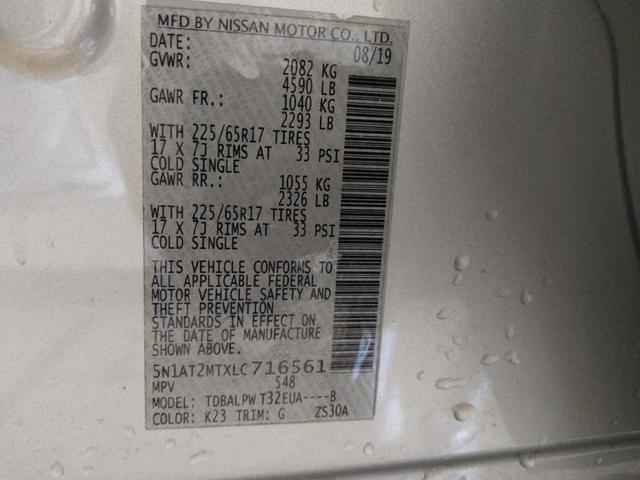 MFD BY NISSAN MOTOR CO., LTD.
DATE: 08/19
GVWR: 2082 KG
4590 LB
GAWR FR.: 1040 KG
2293 LB
WITH 225/65R17 TIRES
17 X 7J RIMS AT 33 PSI
COLD SINGLE
GAWR RR.: 1055 KG
2326 LB
WITH 225/65R17 TIRES
17 X 7J RIMS AT 33 PSI
COLD SINGLE
THIS VEHICLE CONFORMS TO
ALL APPLICABLE FEDERAL
MOTOR VEHICLE SAFETY AND
THEFT PREVENTION
STANDARDS IN EFFECT ON
THE DATE OF MANUFACTURE
SHOWN ABOVE.
5N1AT2MTXLC716561
MPV 548
MODEL: TDBALPW T32EUA----B
COLOR: K23 TRIM: G ZS30A